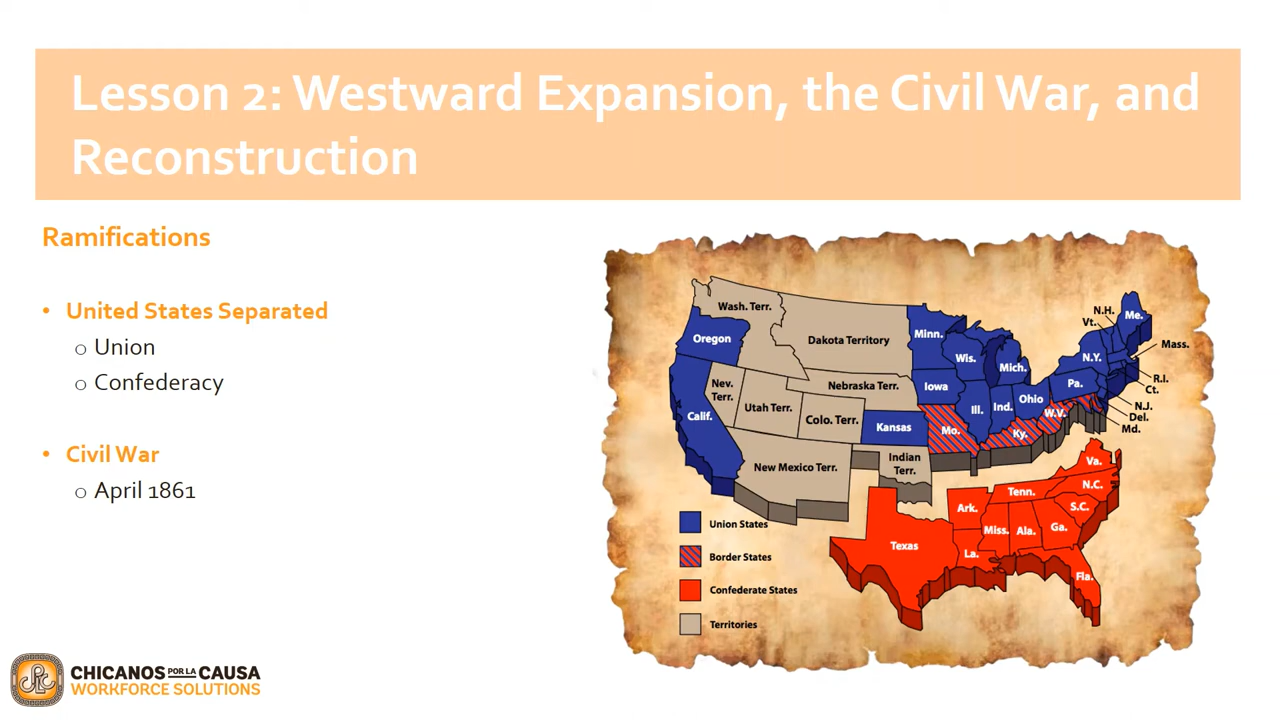 Lesson 2: Westward Expansion, the Civil War, and
Reconstruction
Ramifications
• United States Separated
o Union
o Confederacy
• Civil War
o April 1861
Wash. Terr.
Oregon
Dakota Territory
Minn.
Wis.
Mich.
N.H.
Vt.
Me.
Mass.
N.Y.
R.I.
Ct.
Pa.
N.J.
Del.
Md.
Nev.
Terr.
Nebraska Terr.
Iowa
Calif.
Utah Terr.
Colo. Terr.
Kansas
Mo.
Ill.
Ind.
Ohio
W.V.
Ky.
New Mexico Terr.
Indian
Terr.
Va.
N.C.
Tenn.
Ark.
S.C.
Texas
La.
Miss.
Ala.
Ga.
Fla.
Union States
Border States
Confederate States
Territories
CPLC
CHICANOS POR LA CAUSA
WORKFORCE SOLUTIONS